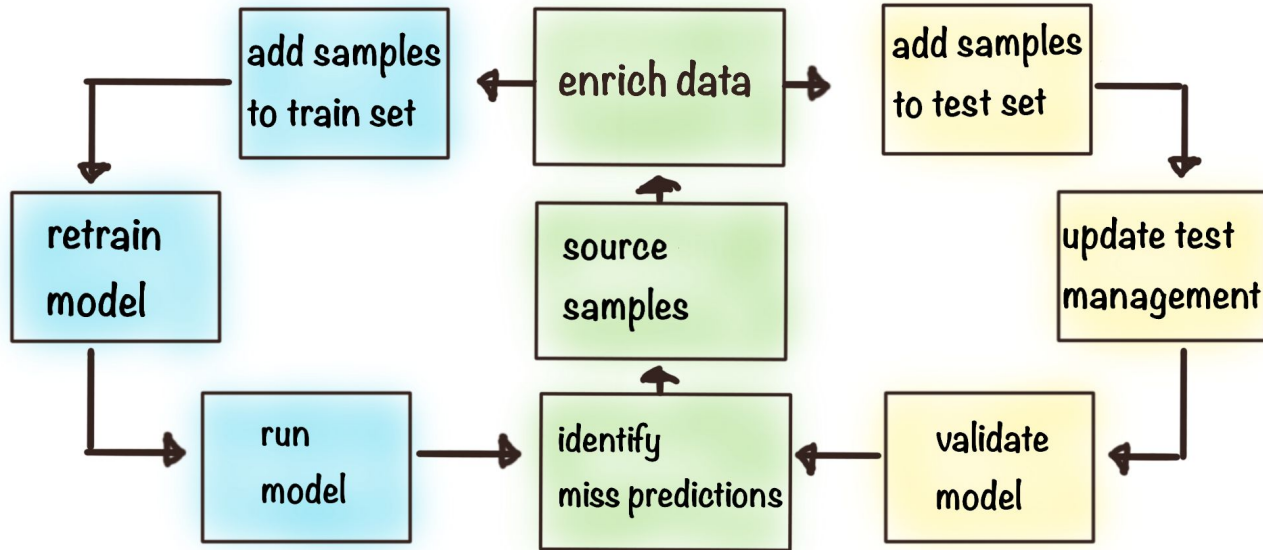 add samples
to train set
enrich data
add samples
to test set
retrain
model
source
samples
update test
management
run
model
identify
miss predictions
validate
model